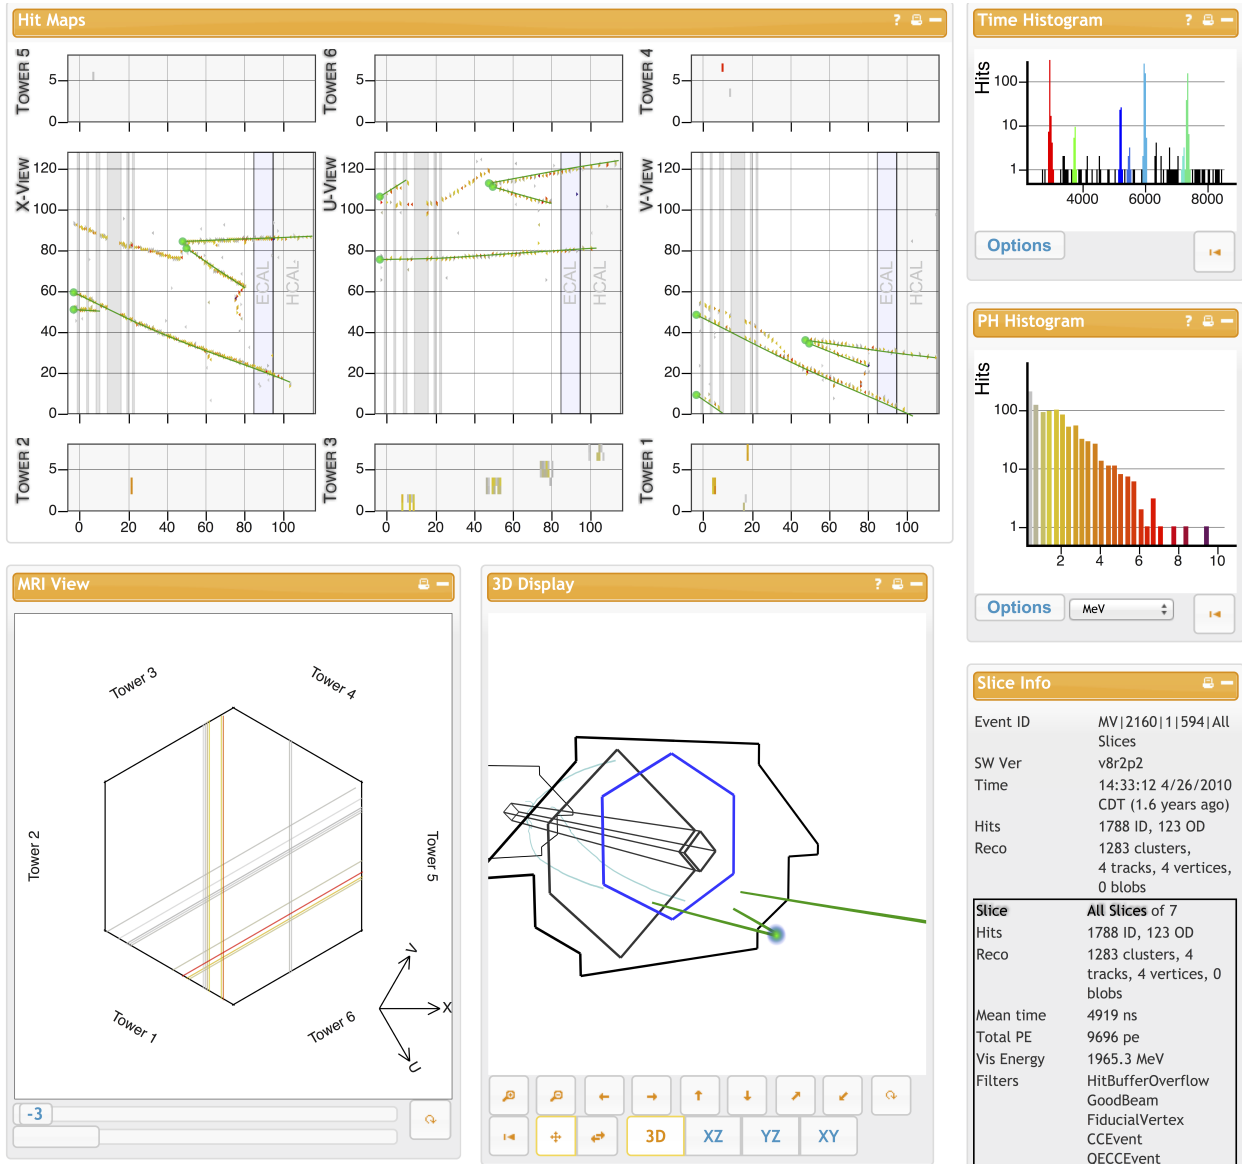 Hit Maps
?
TOWER 5
5
0
TOWER 6
5
0
TOWER 4
5
0
X-VIEW
120
100
80
60
40
20
0
ECAL
HCAL
U-VIEW
120
100
80
60
40
20
0
ECAL
HCAL
V-VIEW
120
100
80
60
40
20
0
ECAL
HCAL
TOWER 2
5
0
0 20 40 60 80 100
TOWER 3
5
0
0 20 40 60 80 100
TOWER 1
5
0
0 20 40 60 80 100
Time Histogram
?
Hits
100
10
1
4000 6000 8000
Options
PH Histogram
?
Hits
100
10
1
2 4 6 8 10
Options
MeV
MRI View
Tower 3
Tower 4
Tower 2
Tower 5
Tower 1
Tower 6
V
X
U
-3
3D Display
?
3D
XZ
YZ
XY
Slice Info
Event ID MV|2160|1|594|All
Slices
SW Ver v8r2p2
Time 14:33:12 4/26/2010
CDT (1.6 years ago)
Hits 1788 ID, 123 OD
Reco 1283 clusters,
4 tracks, 4 vertices,
0 blobs
Slice All Slices of 7
Hits 1788 ID, 123 OD
Reco 1283 clusters, 4
tracks, 4 vertices, 0
blobs
Mean time 4919 ns
Total PE 9696 pe
Vis Energy 1965.3 MeV
Filters HitBufferOverflow
GoodBeam
FiducialVertex
CCEvent
QECCEvent